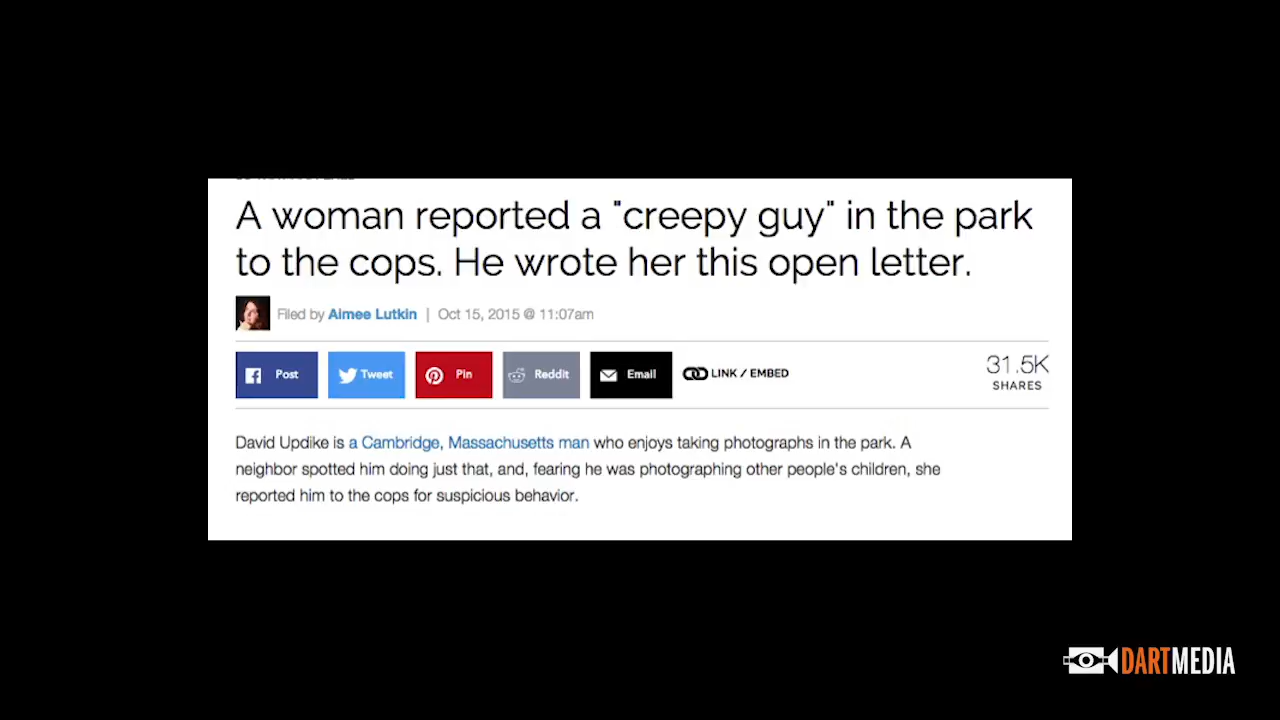 A woman reported a "creepy guy" in the park
to the cops. He wrote her this open letter.
Filed by Aimee Lutkin | Oct 15, 2015 @ 11:07am
Post Tweet Pin Reddit Email LINK / EMBED 31.5K
SHARES
David Updike is a Cambridge, Massachusetts man who enjoys taking photographs in the park. A
neighbor spotted him doing just that, and, fearing he was photographing other people's children, she
reported him to the cops for suspicious behavior.
DARTMEDIA